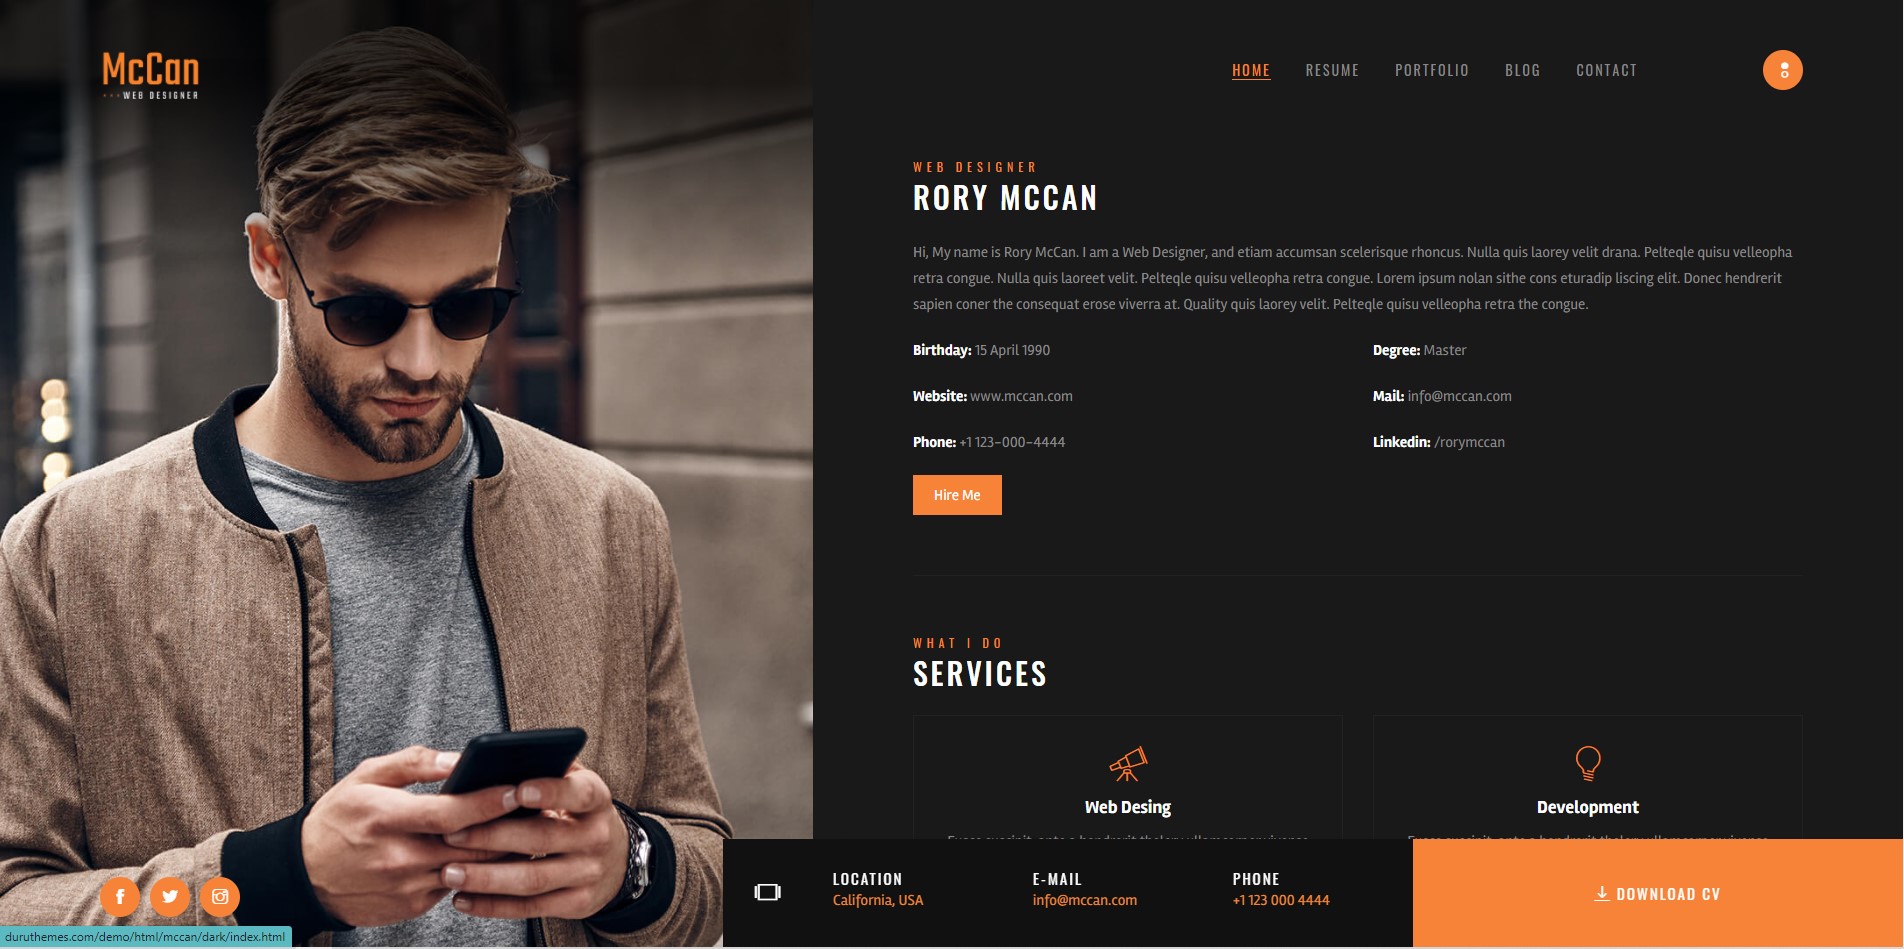 McCan
WEB DESIGNER
HOME RESUME PORTFOLIO BLOG CONTACT
WEB DESIGNER
RORY MCCAN
Hi, My name is Rory McCan. I am a Web Designer, and etiam accumsan scelerisque rhoncus. Nulla quis laorey velit drana. Pelteqle quisu velleopha
retra congue. Nulla quis laoreet velit. Pelteqle quisu velleopha retra congue. Lorem ipsum nolan sithe cons eturadip liscing elit. Donec hendrerit
sapien coner the consequat erose viverra at. Quality quis laorey velit. Pelteqle quisu velleopha retra the congue.
Birthday: 15 April 1990
Degree: Master
Website: www.mccan.com
Mail: info@mccan.com
Phone: +1 123-000-4444
Linkedin: /rorymccan
Hire Me
WHAT I DO
SERVICES
Web Desing
Development
LOCATION
California, USA
E-MAIL
info@mccan.com
PHONE
+1 123 000 4444
DOWNLOAD CV
duruthemes.com/demo/html/mccan/dark/index.html